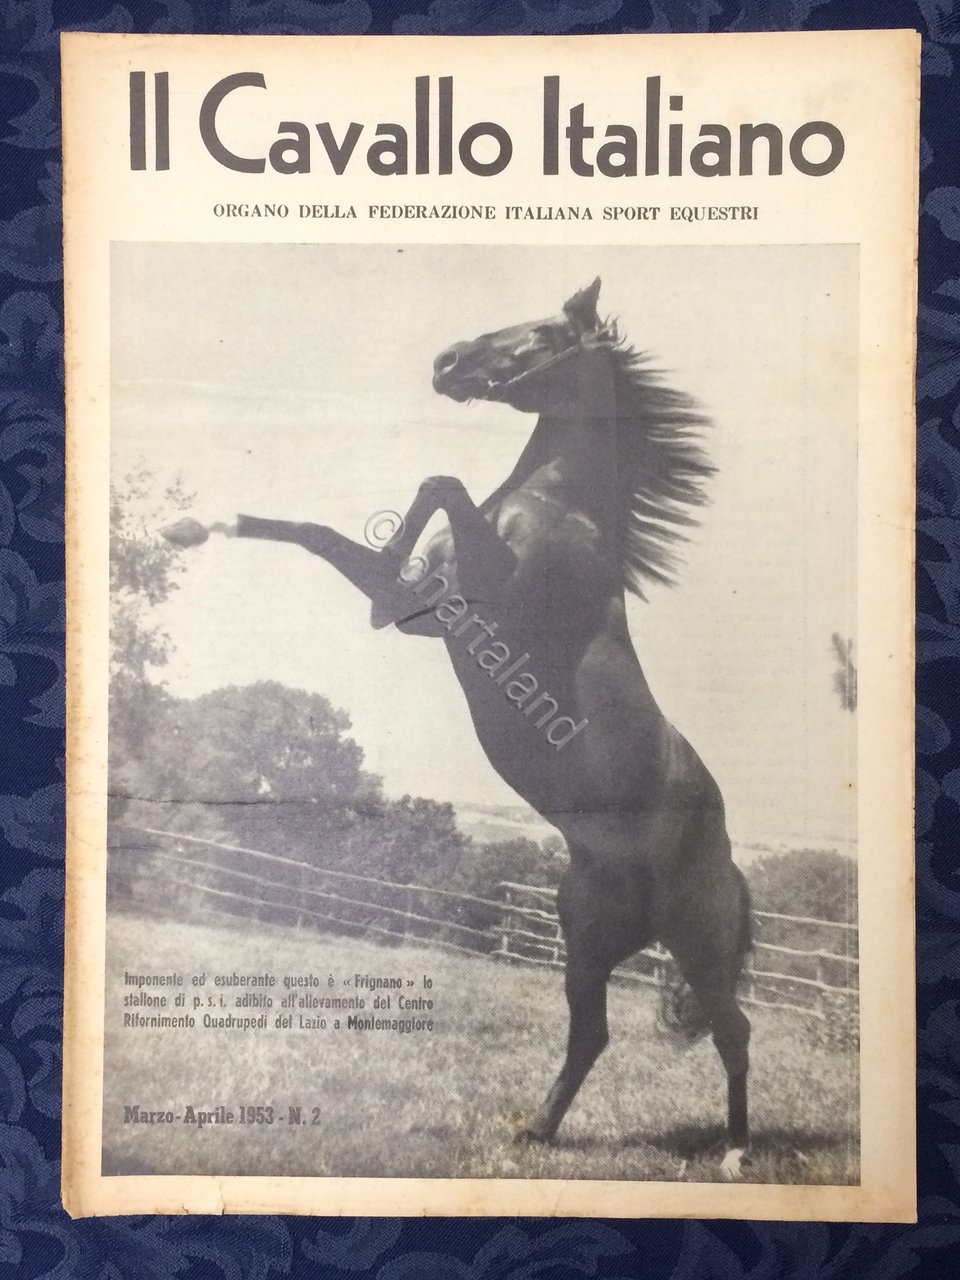 Il Cavallo Italiano
ORGANO DELLA FEDERAZIONE ITALIANA SPORT EQUESTRI
© Chartaland
Imponente ed esuberante questo è « Frignano » lo
stallone di p. s. i. adibito all'allevamento del Centro
Rifornimento Quadrupedi del Lazio a Montemaggiore
Marzo-Aprile 1953 - N. 2